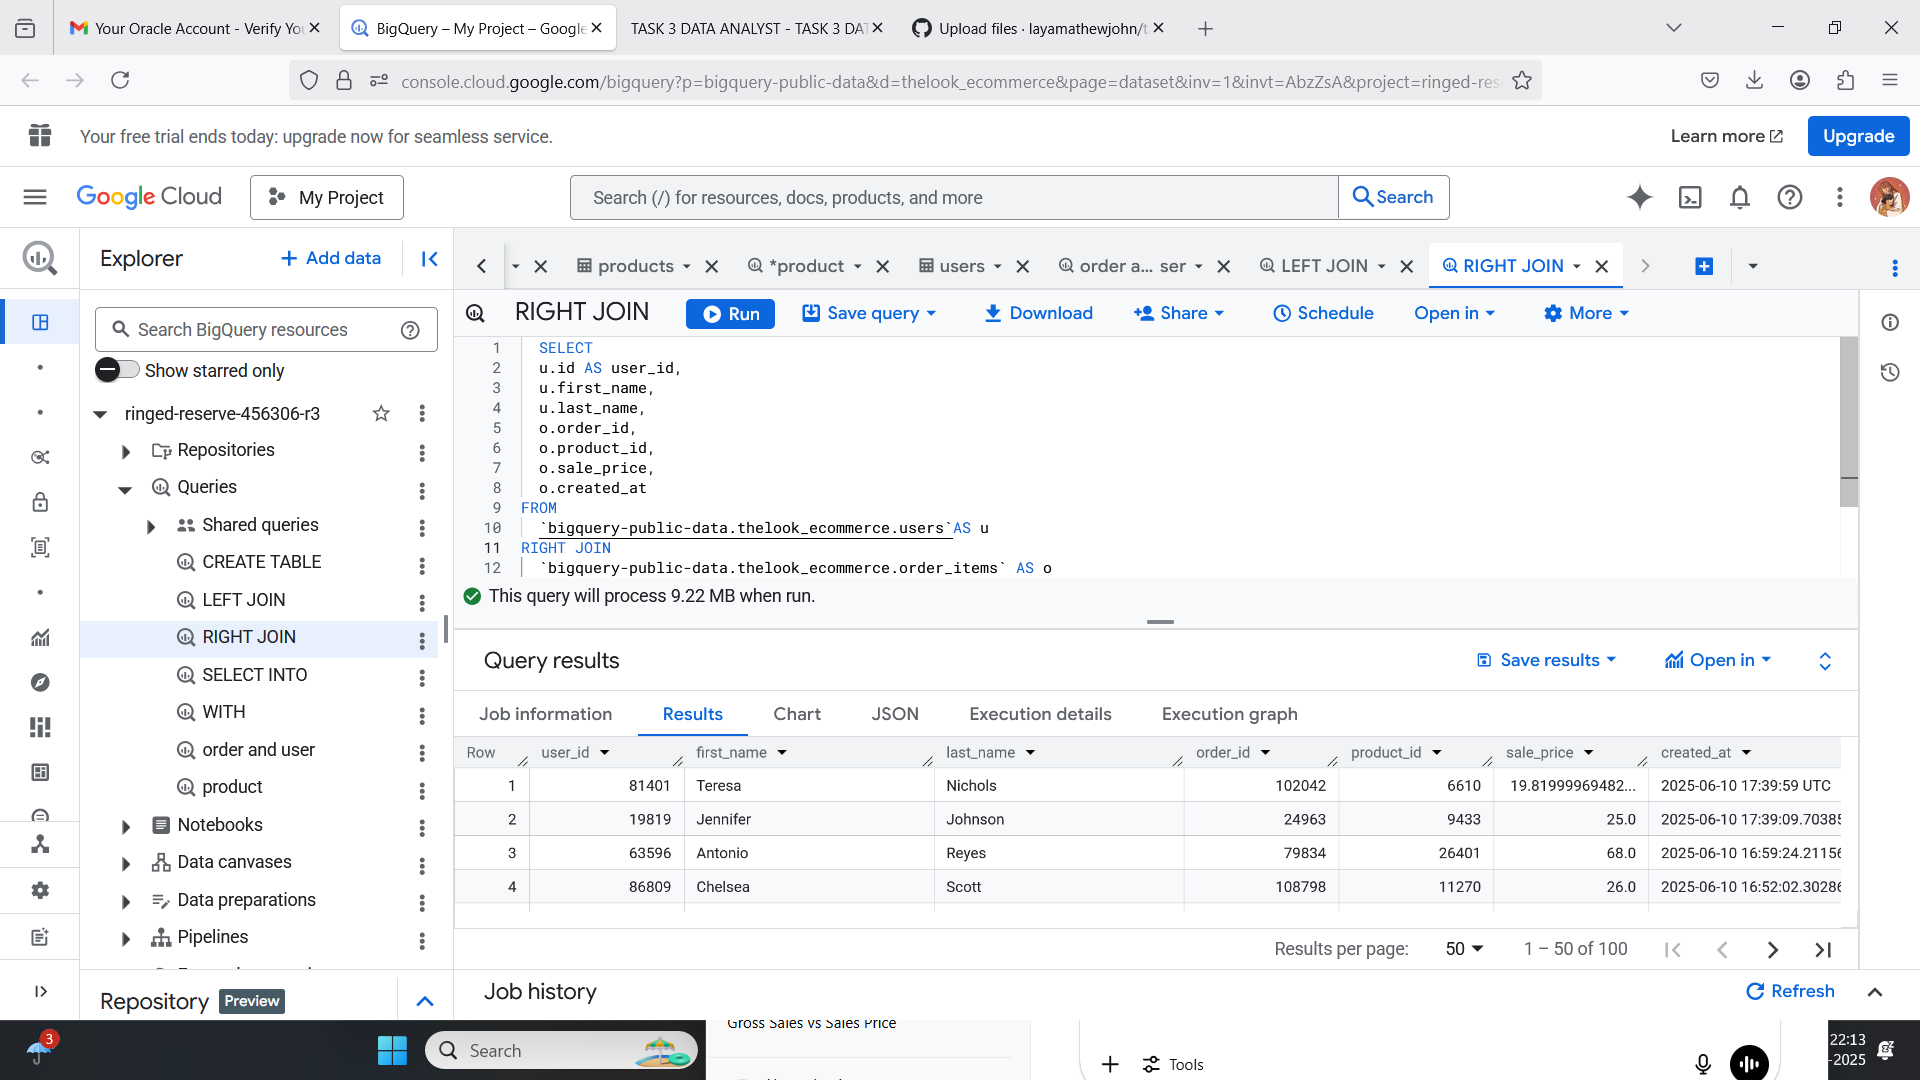 Your Oracle Account - Verify Yo
BigQuery – My Project – Google
TASK 3 DATA ANALYST - TASK 3 DAT
Upload files · layamathewjohn/t
console.cloud.google.com/bigquery?p=bigquery-public-data&d=thelook_ecommerce&page=dataset&inv=1&invt=AbzZsA&project=ringed-res
Your free trial ends today: upgrade now for seamless service.
Learn more
Upgrade
Google Cloud
My Project
Search (/) for resources, docs, products, and more
Search
Explorer
+ Add data
products
*product
users
order a... ser
LEFT JOIN
RIGHT JOIN
Search BigQuery resources
Show starred only
ringed-reserve-456306-r3
Repositories
Queries
Shared queries
CREATE TABLE
LEFT JOIN
RIGHT JOIN
SELECT INTO
WITH
order and user
product
Notebooks
Data canvases
Data preparations
Pipelines
Repository Preview
RIGHT JOIN
Run
Save query
Download
Share
Schedule
Open in
More
1 SELECT
2 u.id AS user_id,
3 u.first_name,
4 u.last_name,
5 o.order_id,
6 o.product_id,
7 o.sale_price,
8 o.created_at
9 FROM
10 `bigquery-public-data.thelook_ecommerce.users`AS u
11 RIGHT JOIN
12 `bigquery-public-data.thelook_ecommerce.order_items` AS o
This query will process 9.22 MB when run.
Query results
Save results
Open in
Job information Results Chart JSON Execution details Execution graph
Row user_id first_name last_name order_id product_id sale_price created_at
1 81401 Teresa Nichols 102042 6610 19.81999969482... 2025-06-10 17:39:59 UTC
2 19819 Jennifer Johnson 24963 9433 25.0 2025-06-10 17:39:09.70385
3 63596 Antonio Reyes 79834 26401 68.0 2025-06-10 16:59:24.21156
4 86809 Chelsea Scott 108798 11270 26.0 2025-06-10 16:52:02.30286
Results per page: 50 1 – 50 of 100
Job history
Refresh
3
Search
Gross Sales vs Sales Price
Tools
22:13
-2025